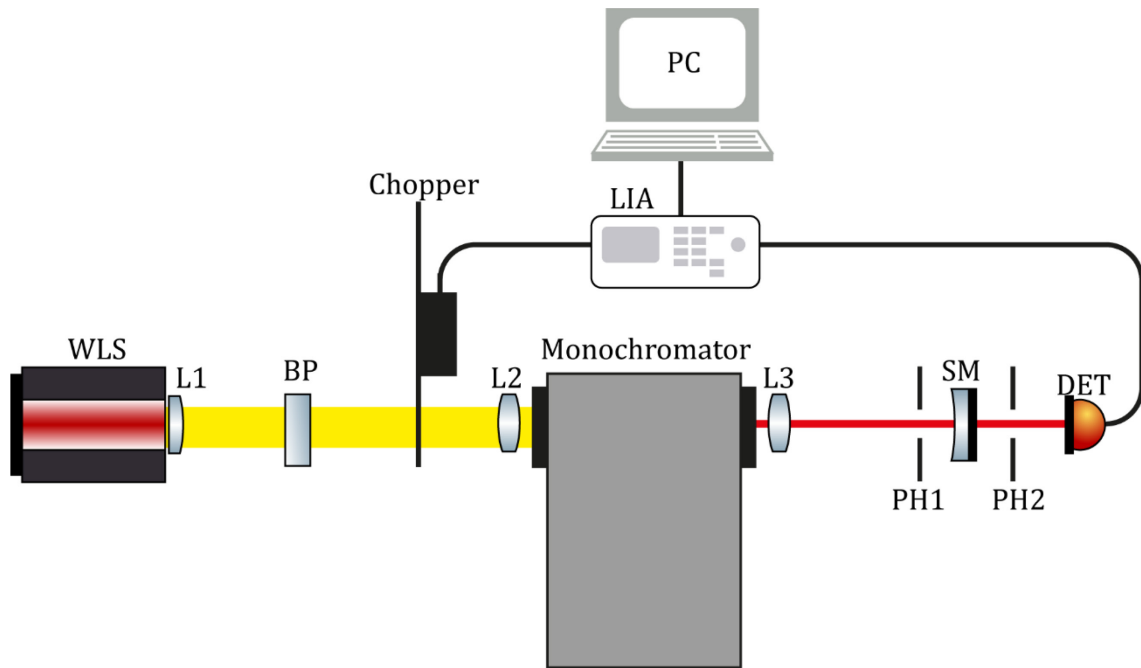 PC
Chopper
LIA
WLS
L1
BP
L2
Monochromator
L3
SM
DET
PH1
PH2